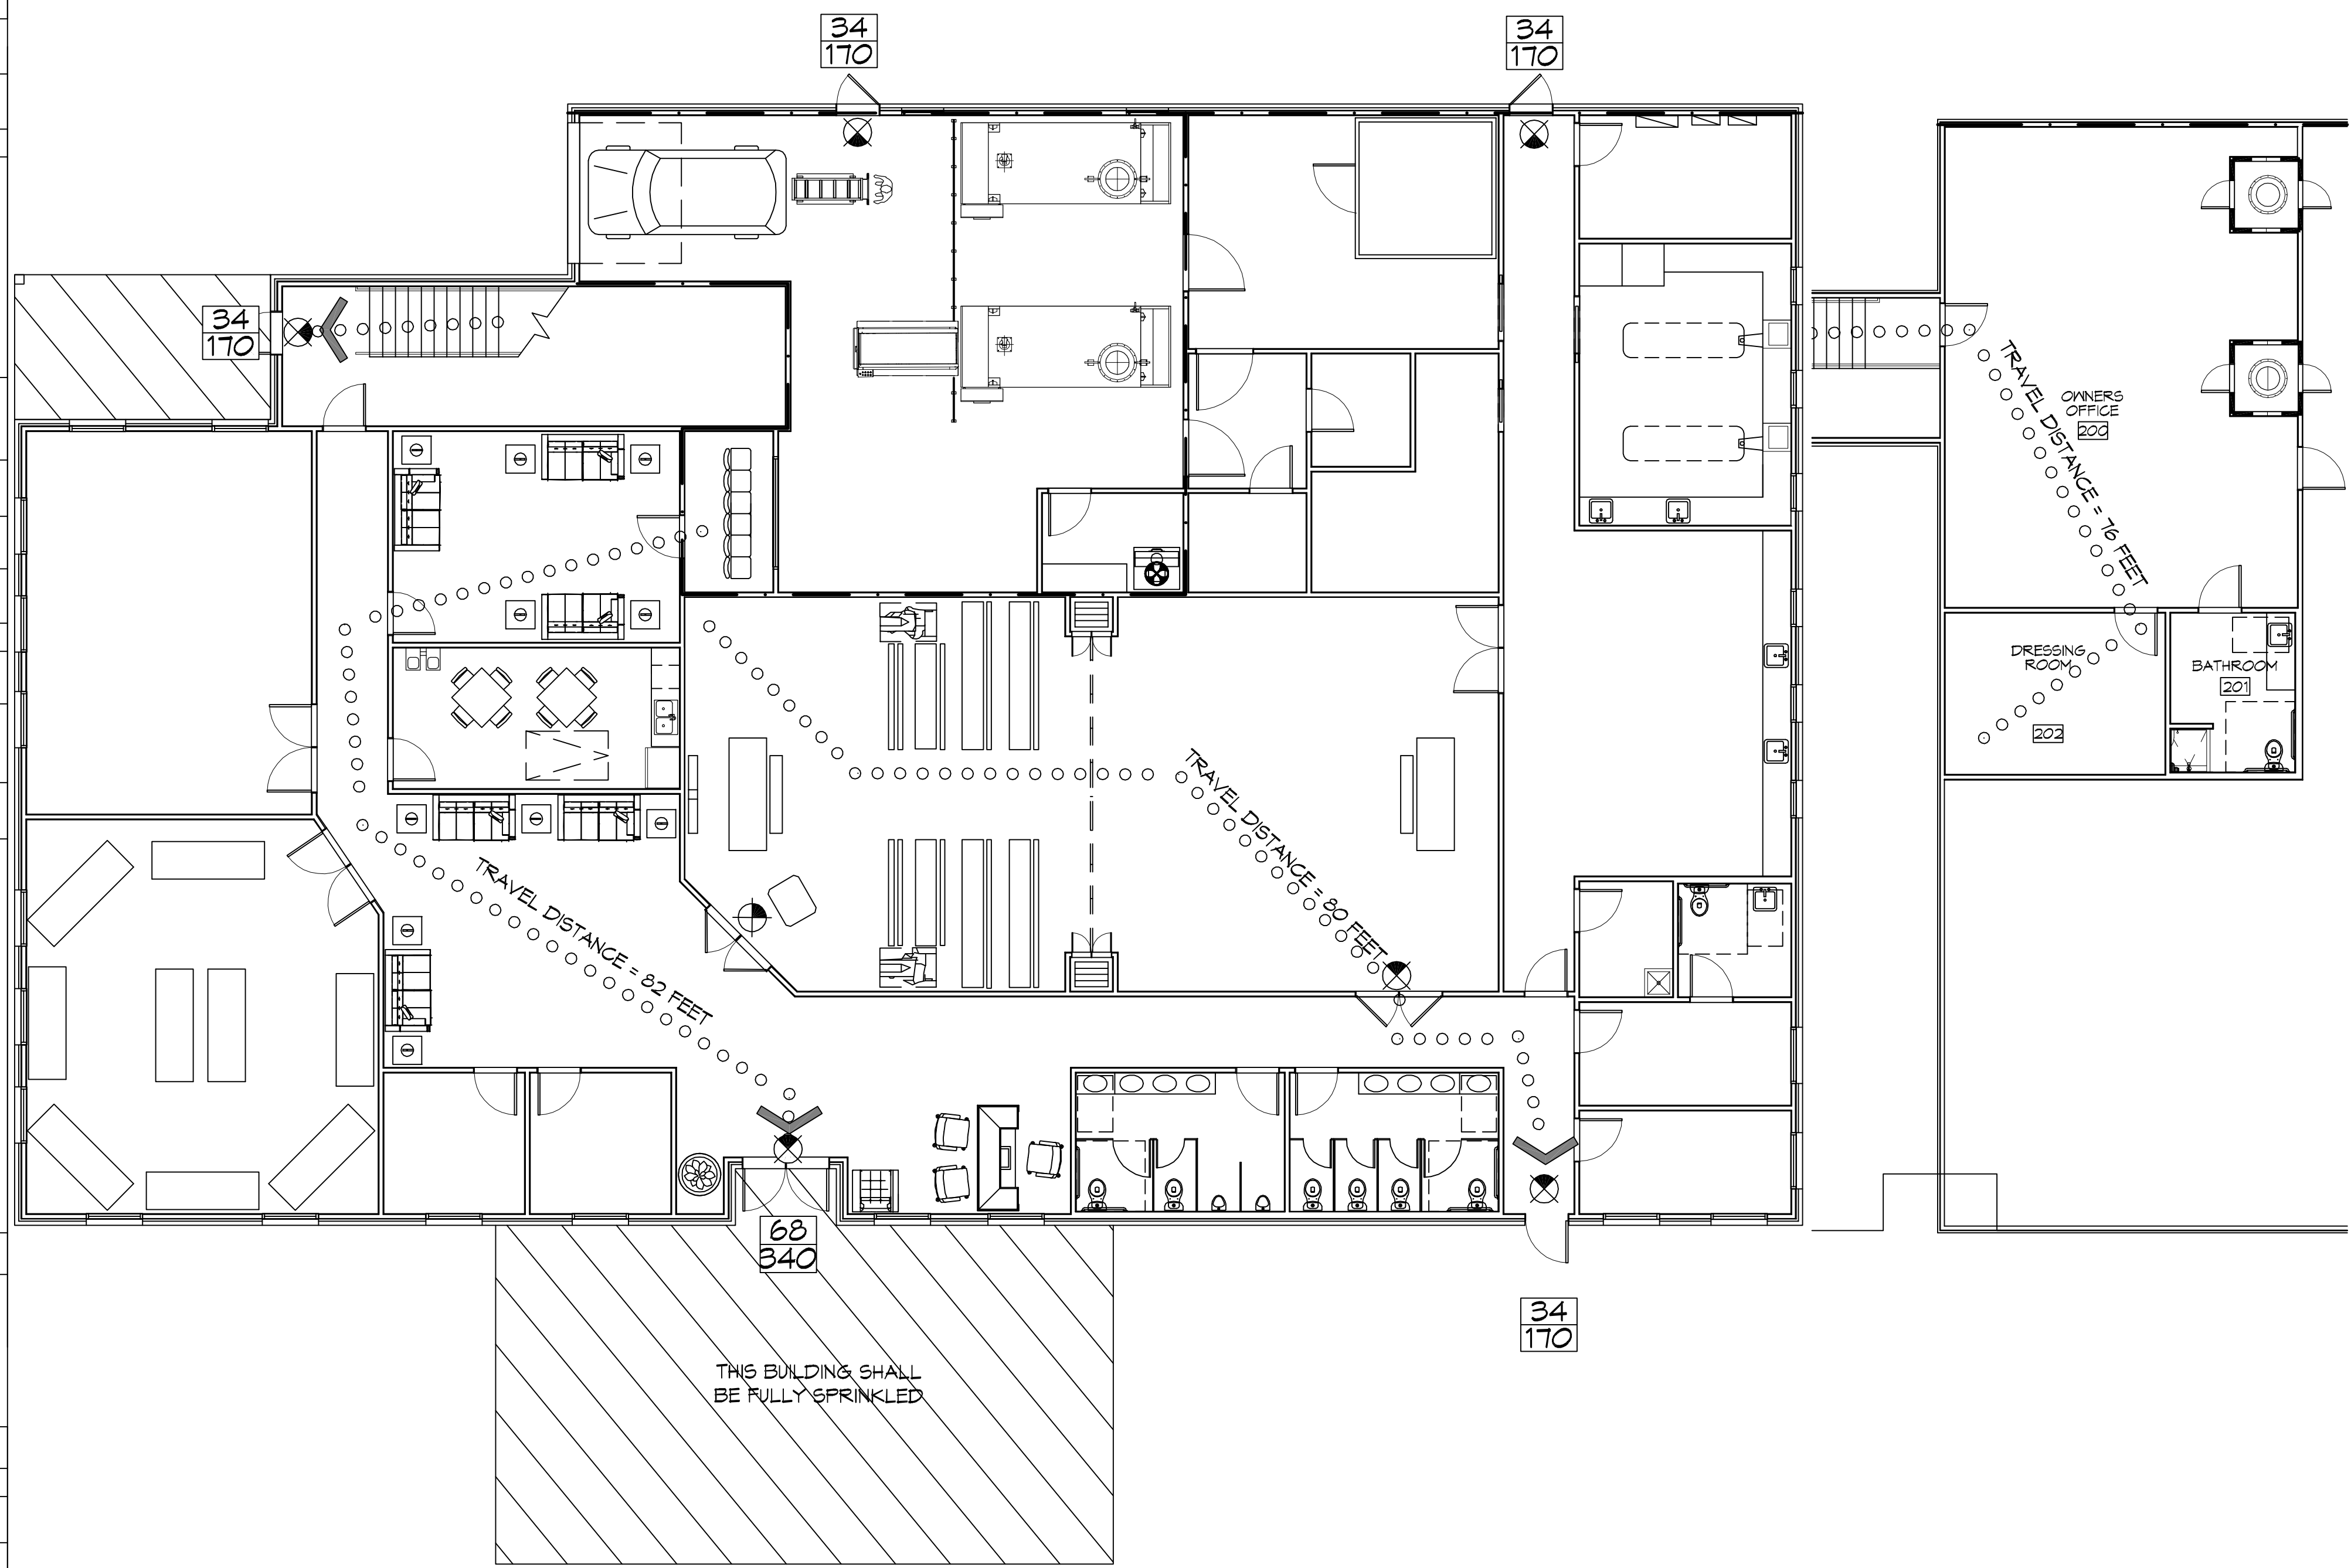 34
170
34
170
34
170
TRAVEL DISTANCE = 76 FEET
OWNERS
OFFICE
200
DRESSING
ROOM
202
BATHROOM
201
TRAVEL DISTANCE = 80 FEET
TRAVEL DISTANCE = 82 FEET
68
340
34
170
THIS BUILDING SHALL
BE FULLY SPRINKLED